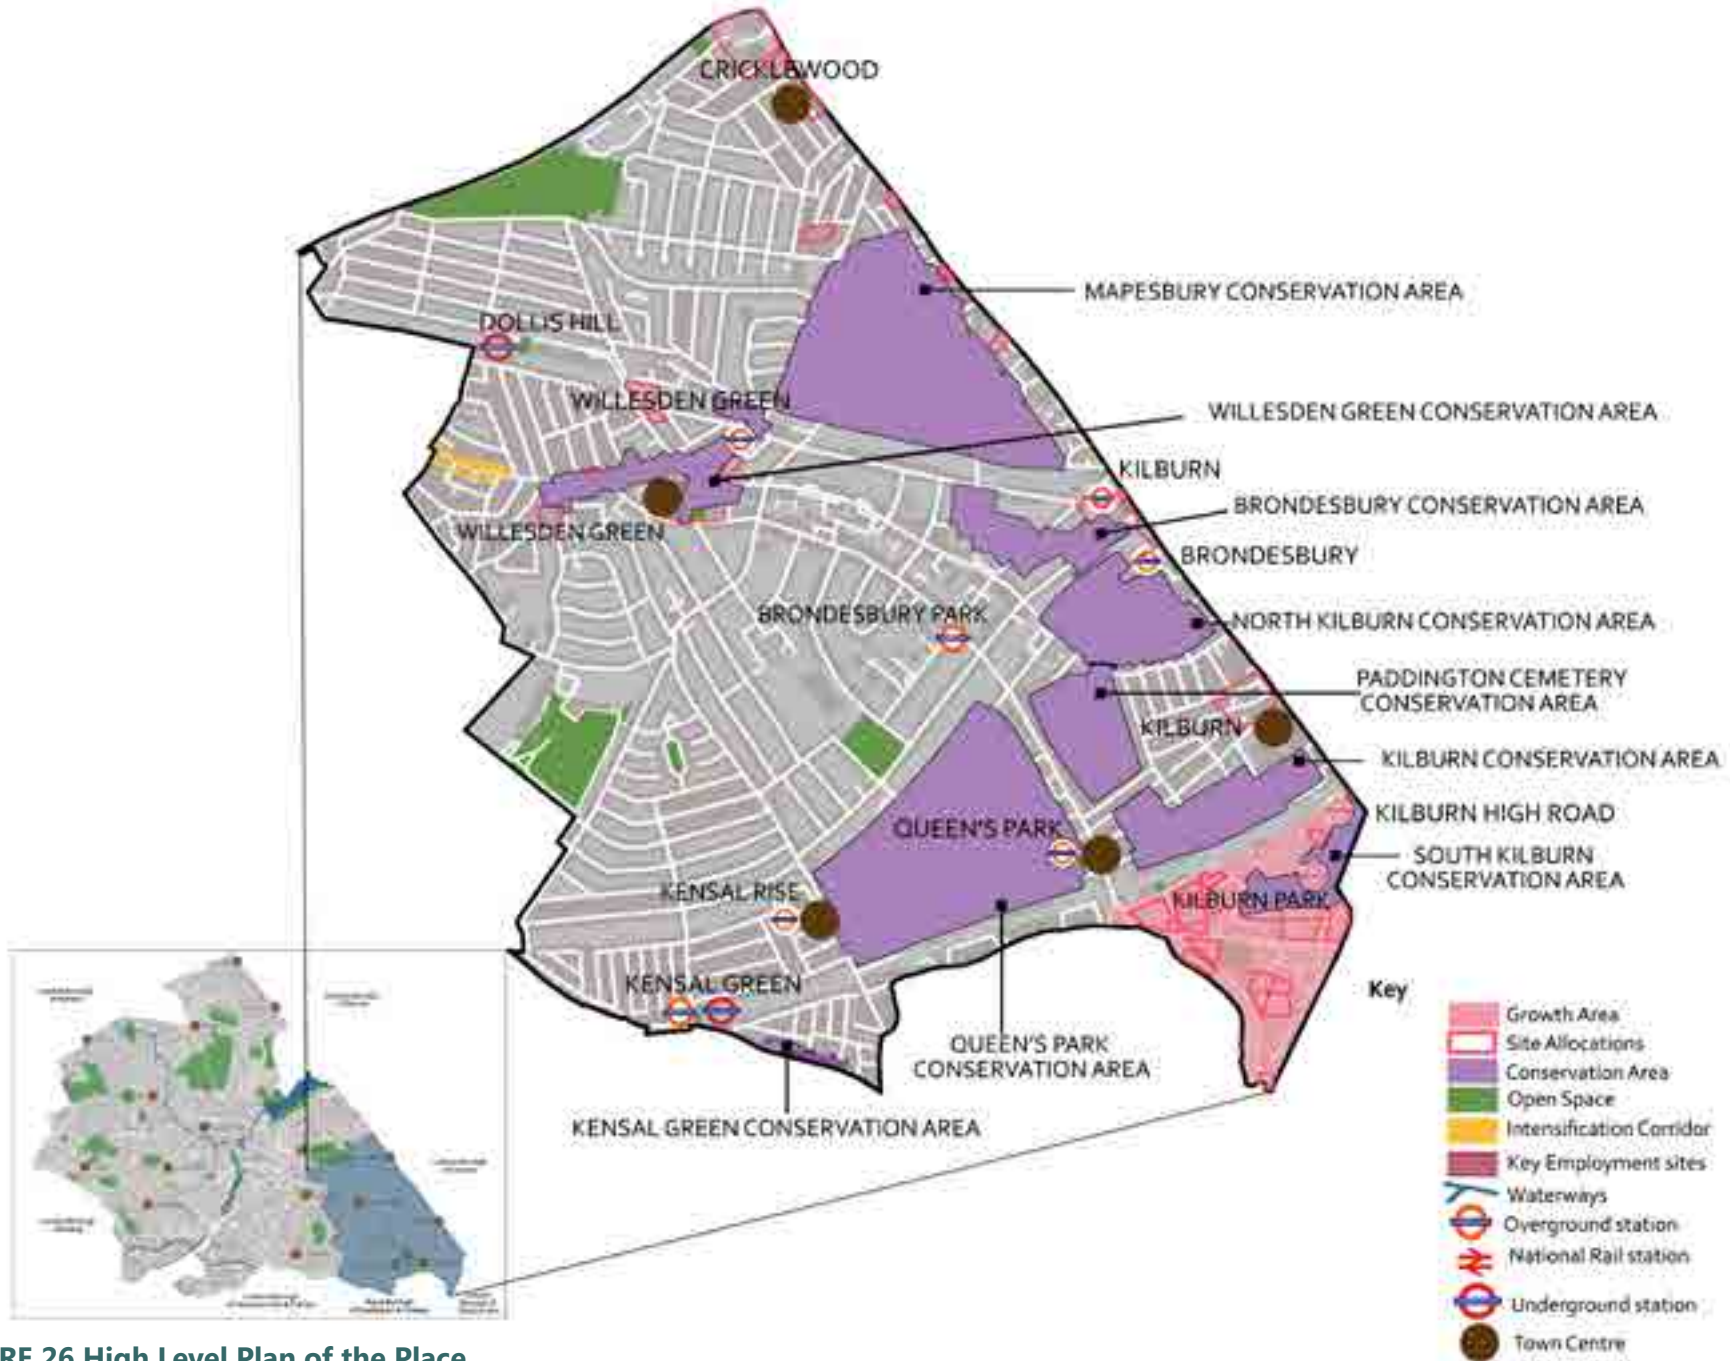 CRICKLEWOOD
MAPESBURY CONSERVATION AREA
DOLLIS HILL
WILLESDEN GREEN
WILLESDEN GREEN CONSERVATION AREA
KILBURN
BRONDESBURY CONSERVATION AREA
WILLESDEN GREEN
BRONDESBURY
BRONDESBURY PARK
NORTH KILBURN CONSERVATION AREA
PADDINGTON CEMETERY
CONSERVATION AREA
KILBURN
KILBURN CONSERVATION AREA
KILBURN HIGH ROAD
QUEEN'S PARK
SOUTH KILBURN
CONSERVATION AREA
KENSAL RISE
KILBURN PARK
KENSAL GREEN
QUEEN'S PARK
CONSERVATION AREA
KENSAL GREEN CONSERVATION AREA
Key
Growth Area
Site Allocations
Conservation Area
Open Space
Intensification Corridor
Key Employment sites
Waterways
Overground station
National Rail station
Underground station
Town Centre
RE 26 High Level Plan of the Place